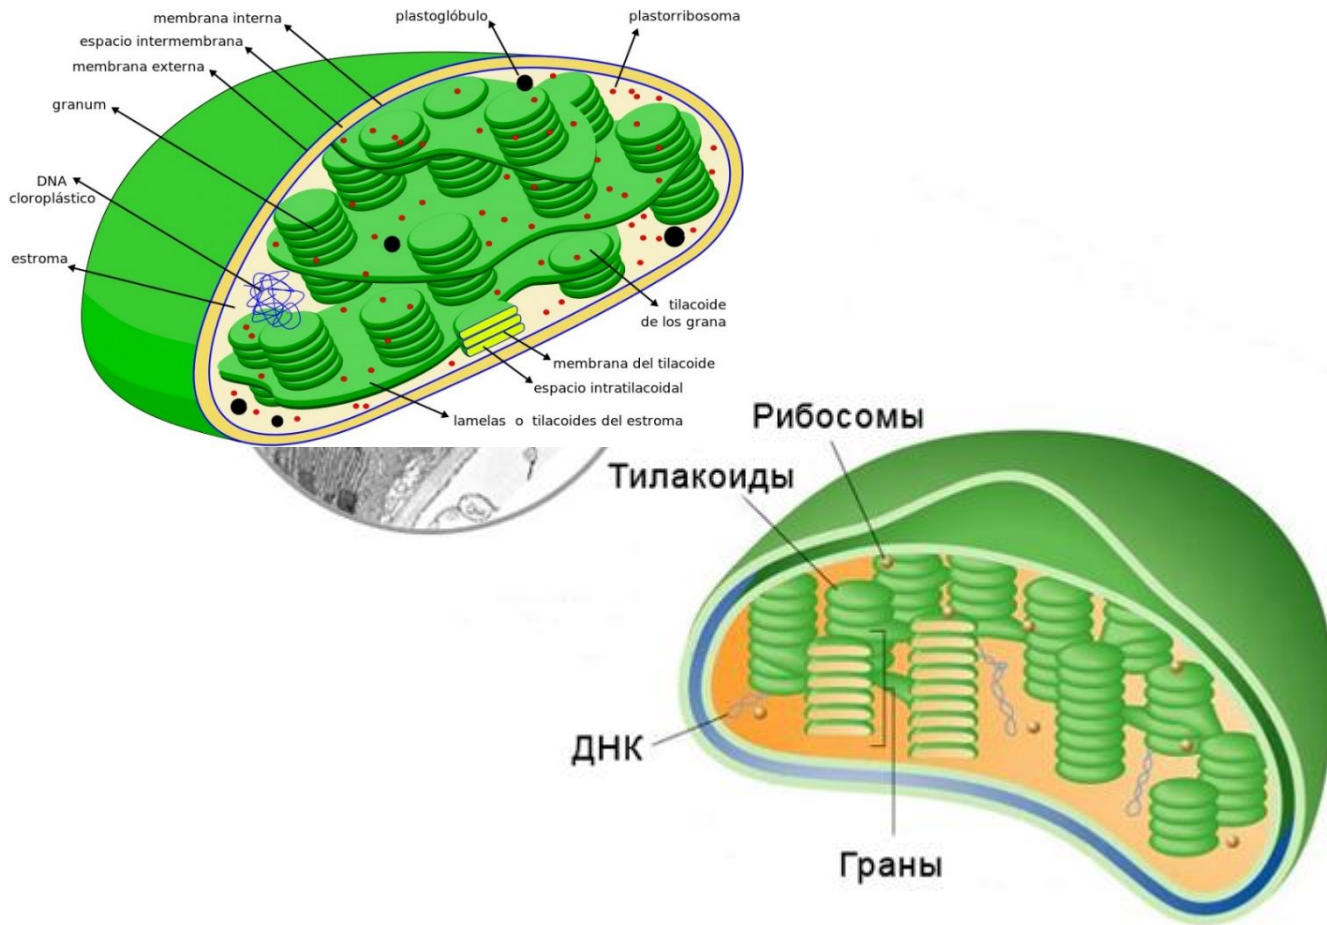 membrana interna
espacio intermembrana
membrana externa
granum
DNA
cloroplástico
estroma
plastoglóbulo
plastorribosoma
tilacoide
de los grana
membrana del tilacoide
espacio intratilacoidal
lamelas o tilacoides del estroma
Рибосомы
Тилакоиды
ДНК
Граны